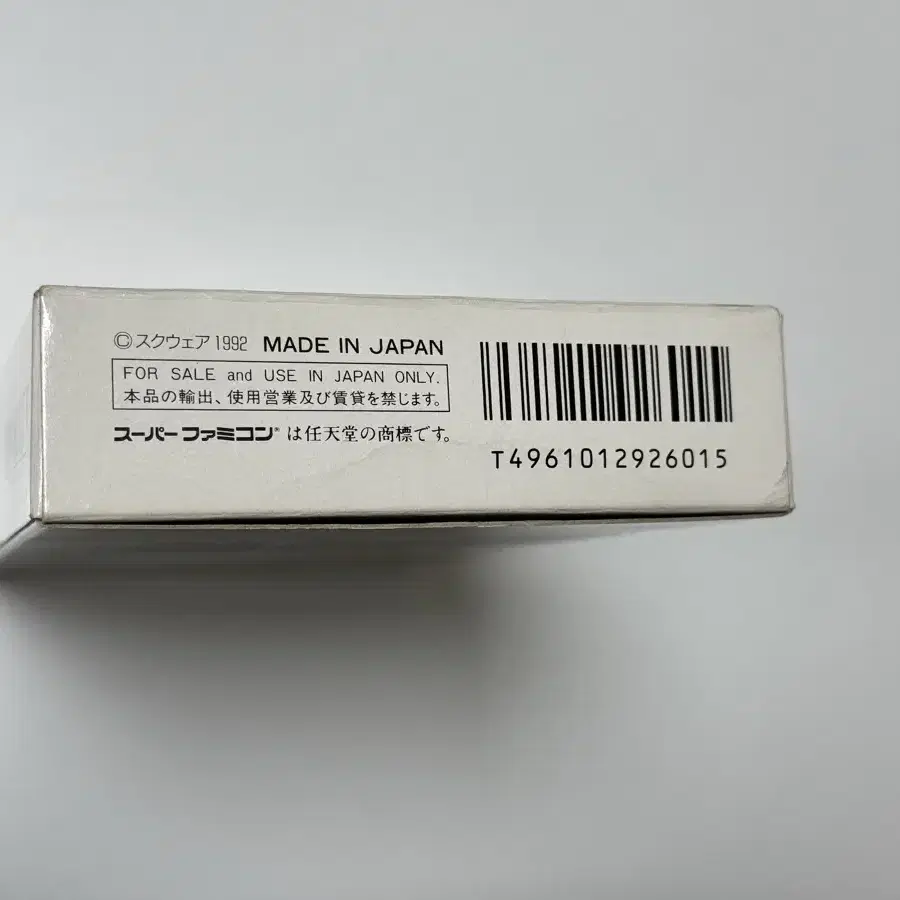 ©スクウェア1992 MADE IN JAPAN
FOR SALE and USE IN JAPAN ONLY.
本品の輸出、使用営業及び賃貸を禁じます。
スーパーファミコン®は任天堂の商標です。
T4961012926015